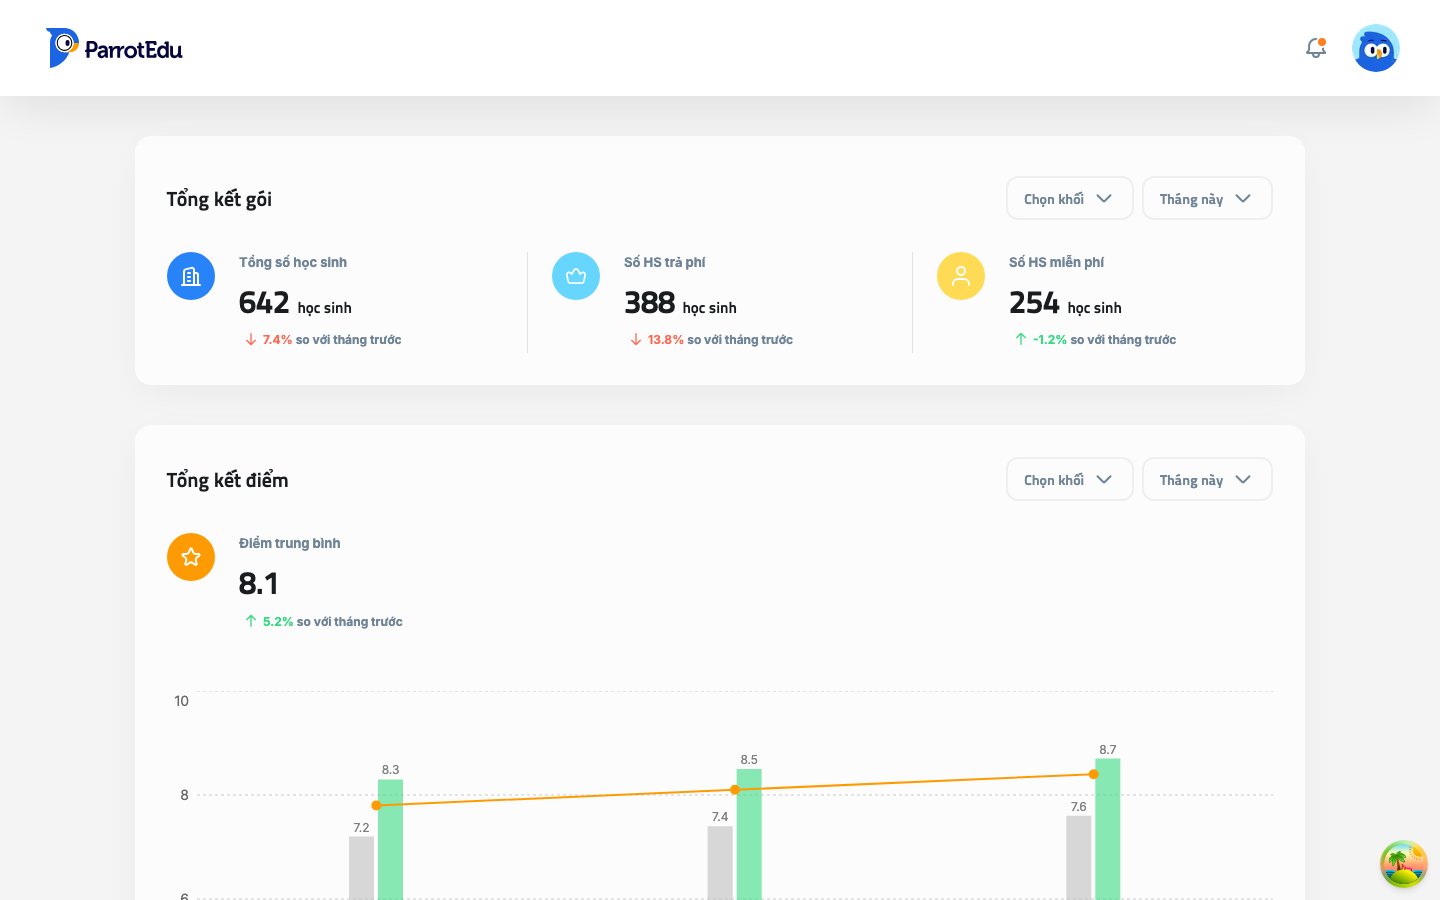 ParrotEdu
Tổng kết gói
Chọn khối
Tháng này
Tổng số học sinh
642 học sinh
7.4% so với tháng trước
Số HS trả phí
388 học sinh
13.8% so với tháng trước
Số HS miễn phí
254 học sinh
-1.2% so với tháng trước
Tổng kết điểm
Chọn khối
Tháng này
Điểm trung bình
8.1
5.2% so với tháng trước
10
8
6
7.2
8.3
7.4
8.5
7.6
8.7